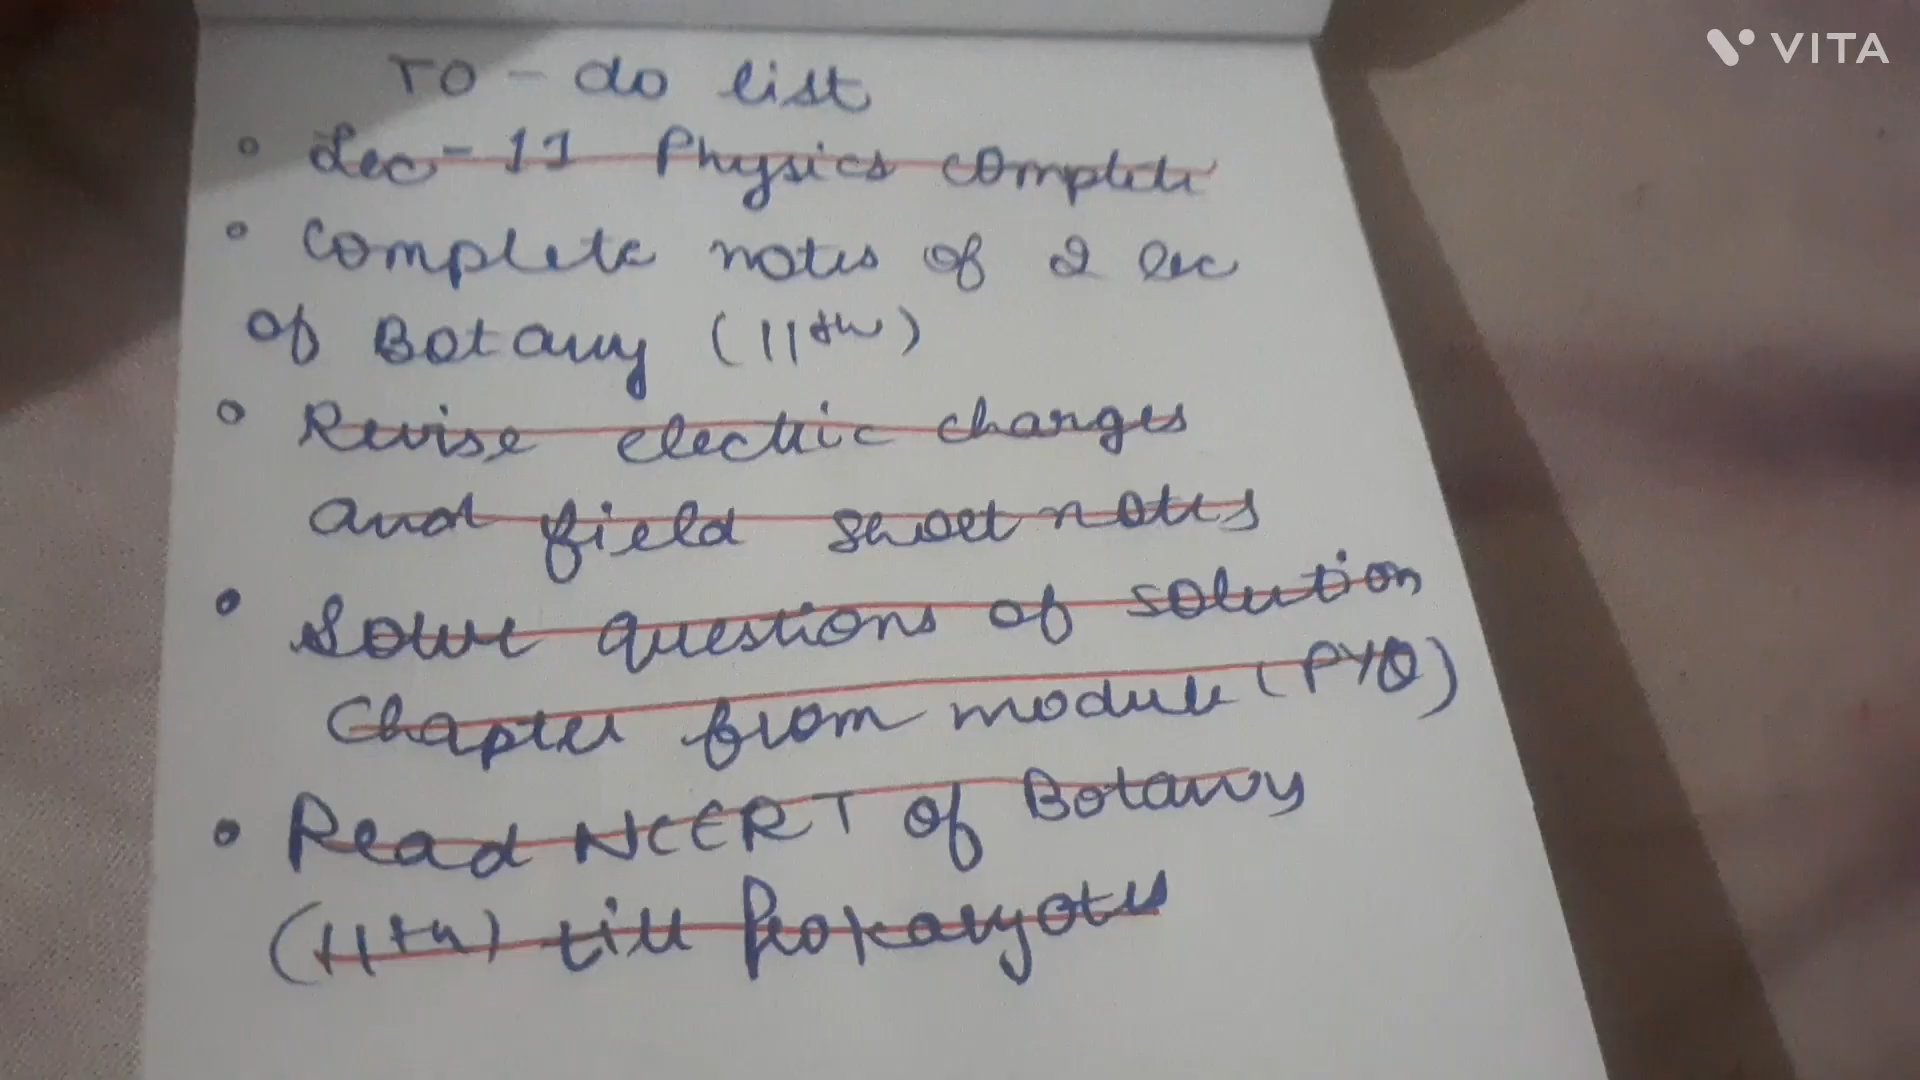 TO - do list
Lec - 11 Physics complete
complete notes of 2 lec
of Botany (11th)
Revise electric charges
and field short notes
Solve questions of solution
Chapter from module (PYQ)
Read NCERT of Botany
(11th) till Prokaryotes
VITA